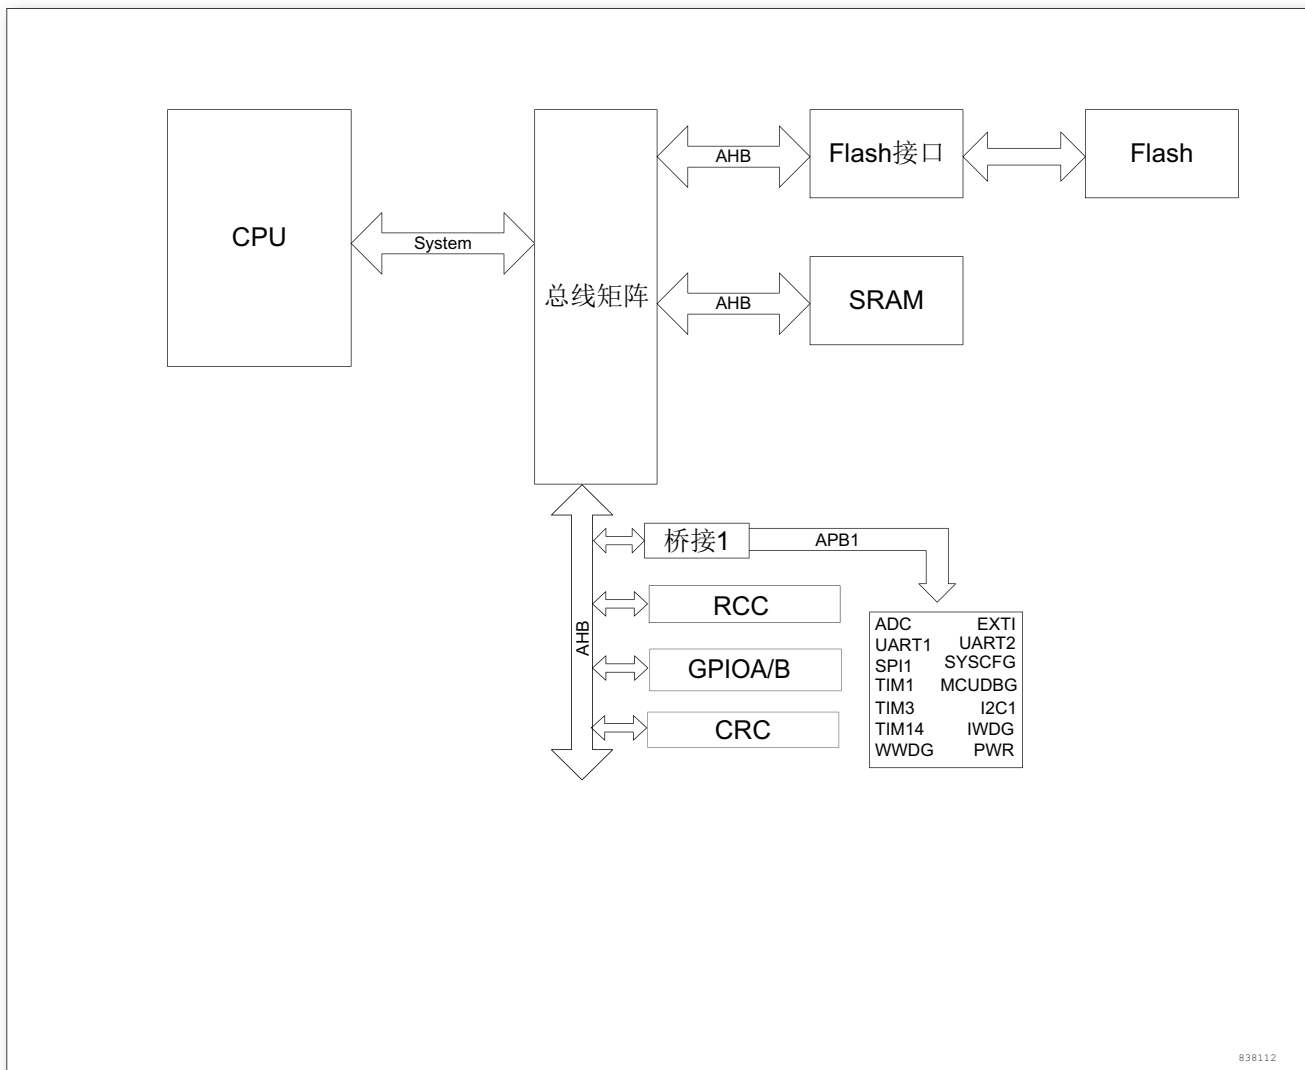 CPU
System
总线矩阵
AHB
Flash接口
Flash
AHB
SRAM
AHB
桥接1
APB1
RCC
GPIOA/B
CRC
ADC EXTI
UART1 UART2
SPI1 SYSCFG
TIM1 MCUDBG
TIM3 I2C1
TIM14 IWDG
WWDG PWR
838112